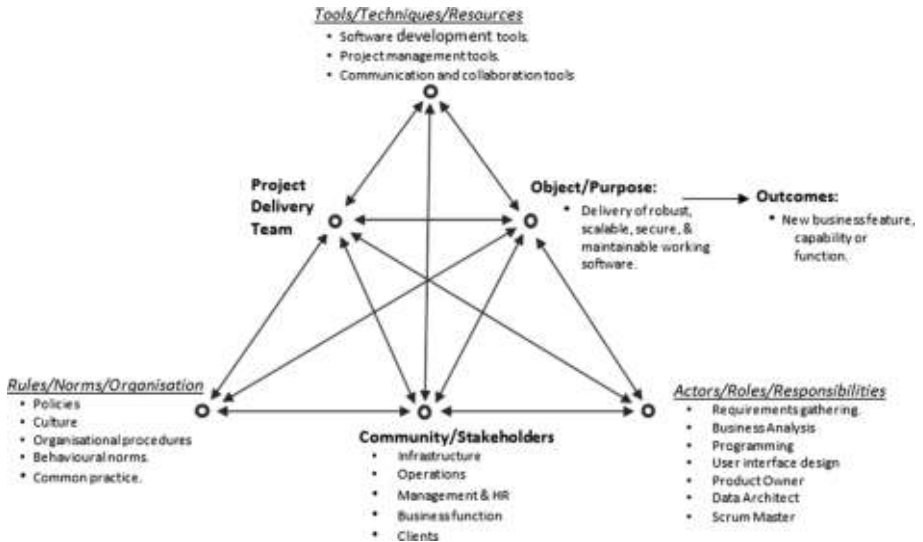 Tools/Techniques/Resources
• Software development tools.
• Project management tools.
• Communication and collaboration tools
Project
Delivery
Team
Object/Purpose:
• Delivery of robust,
scalable, secure, &
maintainable working
software.
Outcomes:
• New business feature,
capability or
function.
Rules/Norms/Organisation
• Policies
• Culture
• Organisational procedures
• Behavioural norms.
• Common practice.
Community/Stakeholders
• Infrastructure
• Operations
• Management & HR
• Business function
• Clients
Actors/Roles/Responsibilities
• Requirements gathering
• Business Analysis
• Programming
• User interface design
• Product Owner
• Data Architect
• Scrum Master